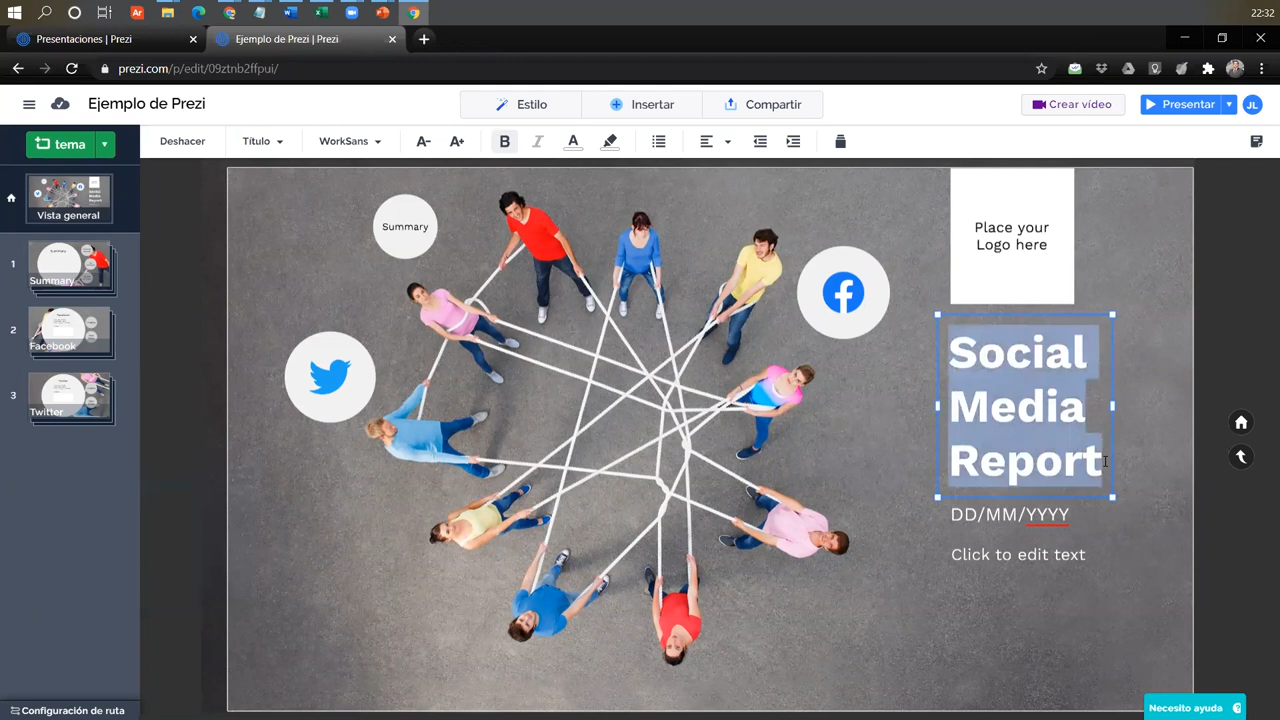 22:32
Presentaciones | Prezi
Ejemplo de Prezi | Prezi
prezi.com/p/edit/09ztnb2ffpui/
Ejemplo de Prezi
Estilo
Insertar
Compartir
Crear vídeo
Presentar
JL
tema
Deshacer
Título
WorkSans
A-
A+
B
I
A
Vista general
1
Summary
2
Facebook
3
Twitter
Summary
Place your
Logo here
Social
Media
Report
DD/MM/YYYY
Click to edit text
Configuración de ruta
Necesito ayuda